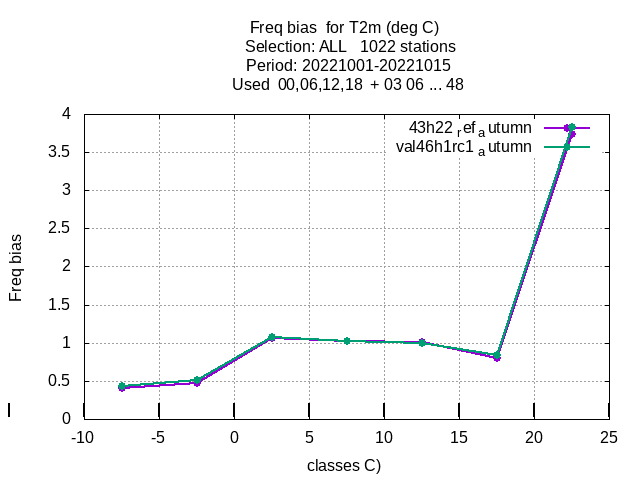 Freq bias for T2m (deg C)
Selection: ALL 1022 stations
Period: 20221001-20221015
Used 00,06,12,18 + 03 06 ... 48
43h22 ref a utumn
val46h1rc1 a utumn
4
3.5
3
2.5
2
1.5
1
0.5
0
Freq bias
-10 -5 0 5 10 15 20 25
classes C)